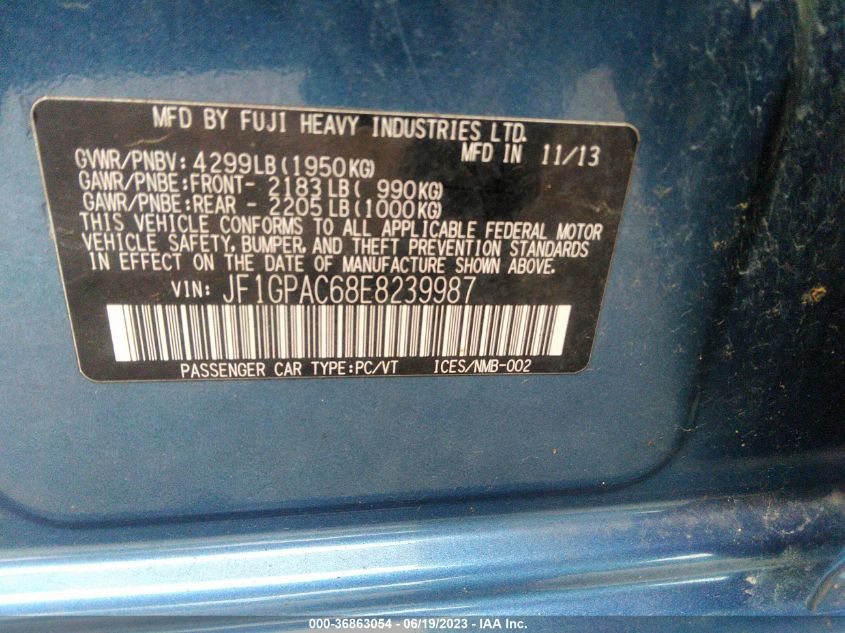 MFD BY FUJI HEAVY INDUSTRIES LTD.
MFD IN 11/13
GVWR/PNBV: 4299LB(1950KG)
GAWR/PNBE:FRONT- 2183LB( 990KG)
GAWR/PNBE:REAR - 2205LB(1000KG)
THIS VEHICLE CONFORMS TO ALL APPLICABLE FEDERAL MOTOR
VEHICLE SAFETY, BUMPER, AND THEFT PREVENTION STANDARDS
IN EFFECT ON THE DATE OF MANUFACTURE SHOWN ABOVE.
VIN: JF1GPAC68E8239987
PASSENGER CAR TYPE:PC/VT ICES/NMB-002
000-36863054 - 06/19/2023 - IAA Inc.